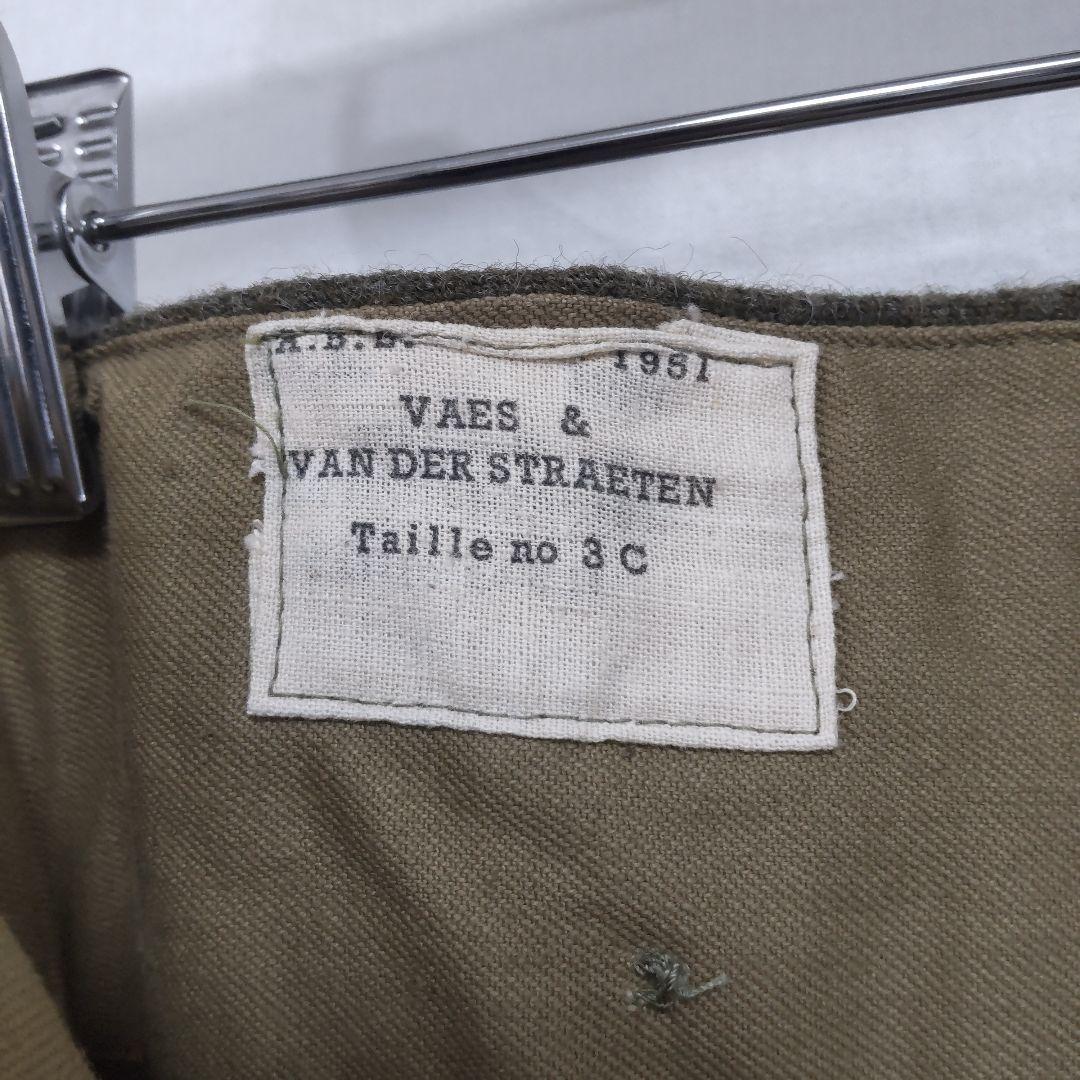 A.B.L. 1951
VAES &
VAN DER STRAETEN
Taille no 3 C